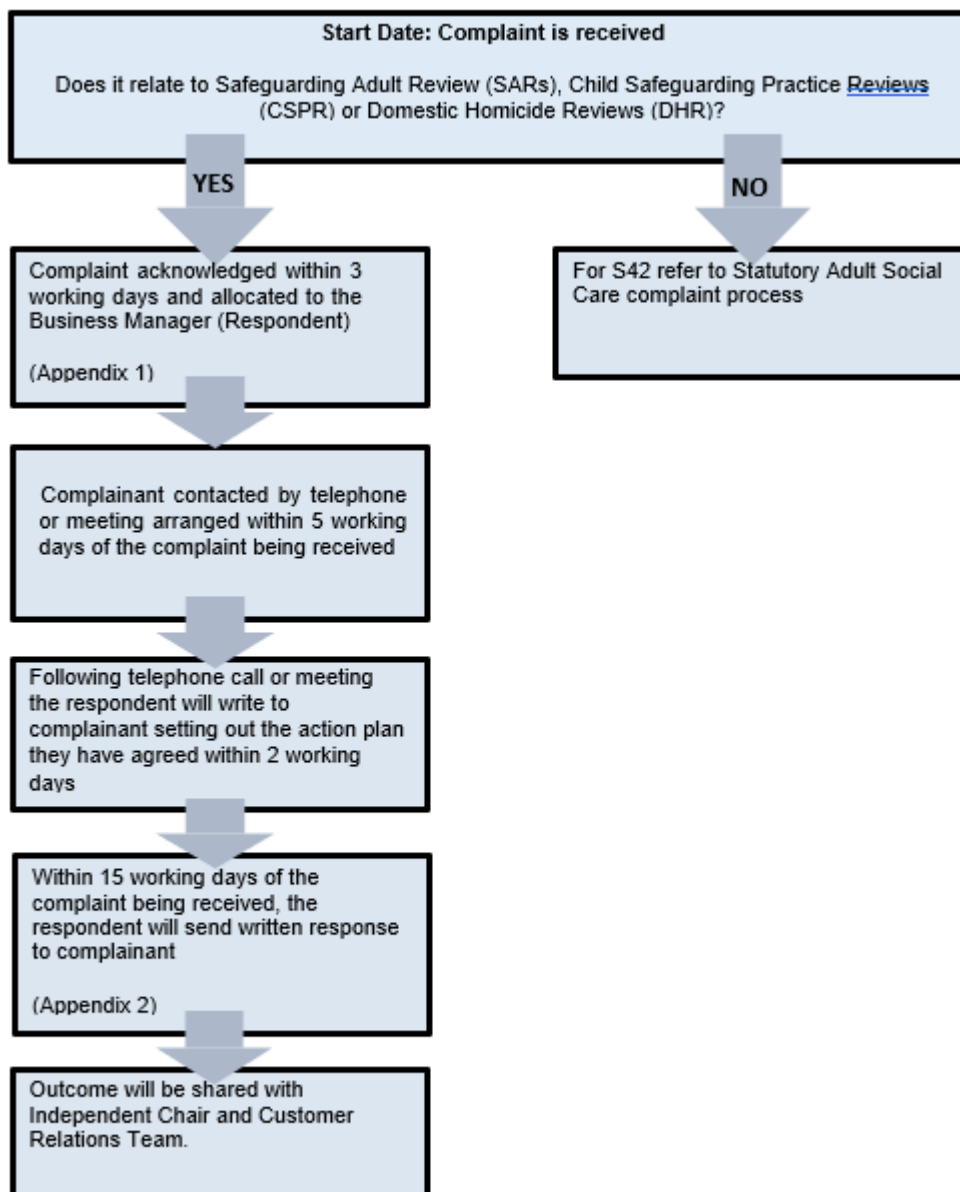 Start Date: Complaint is received
Does it relate to Safeguarding Adult Review (SARs), Child Safeguarding Practice Reviews
(CSPR) or Domestic Homicide Reviews (DHR)?
YES
NO
Complaint acknowledged within 3
working days and allocated to the
Business Manager (Respondent)
(Appendix 1)
For S42 refer to Statutory Adult Social
Care complaint process
Complainant contacted by telephone
or meeting arranged within 5 working
days of the complaint being received
Following telephone call or meeting
the respondent will write to
complainant setting out the action plan
they have agreed within 2 working
days
Within 15 working days of the
complaint being received, the
respondent will send written response
to complainant
(Appendix 2)
Outcome will be shared with
Independent Chair and Customer
Relations Team.